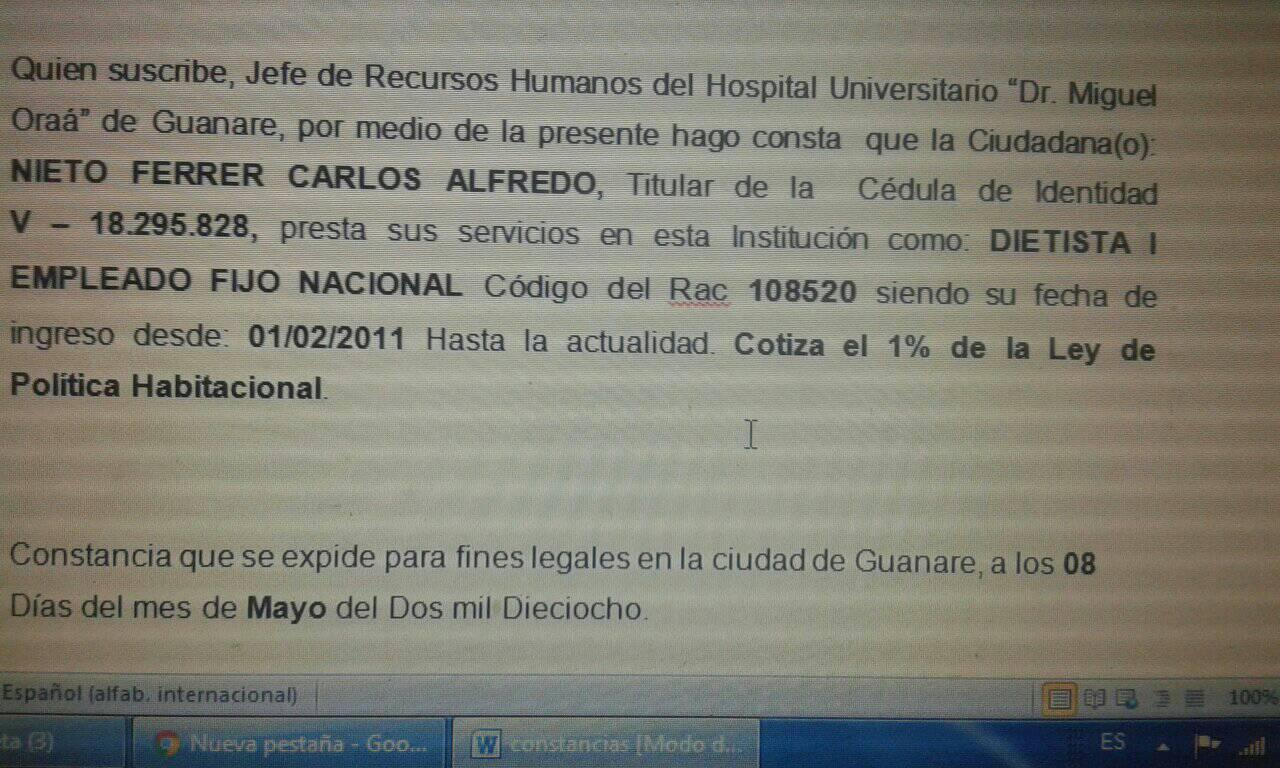 Quien suscribe, Jefe de Recursos Humanos del Hospital Universitario “Dr. Miguel
Oraá” de Guanare, por medio de la presente hago consta que la Ciudadana(o):
NIETO FERRER CARLOS ALFREDO, Titular de la Cédula de Identidad
V – 18.295.828, presta sus servicios en esta Institución como: DIETISTA I
EMPLEADO FIJO NACIONAL Código del Rac 108520 siendo su fecha de
ingreso desde: 01/02/2011 Hasta la actualidad. Cotiza el 1% de la Ley de
Política Habitacional.
Constancia que se expide para fines legales en la ciudad de Guanare, a los 08
Días del mes de Mayo del Dos mil Dieciocho.
Español (alfab. internacional)
100%
ta (3)
Nueva pestaña - Goo...
constancias [Modo d...
ES